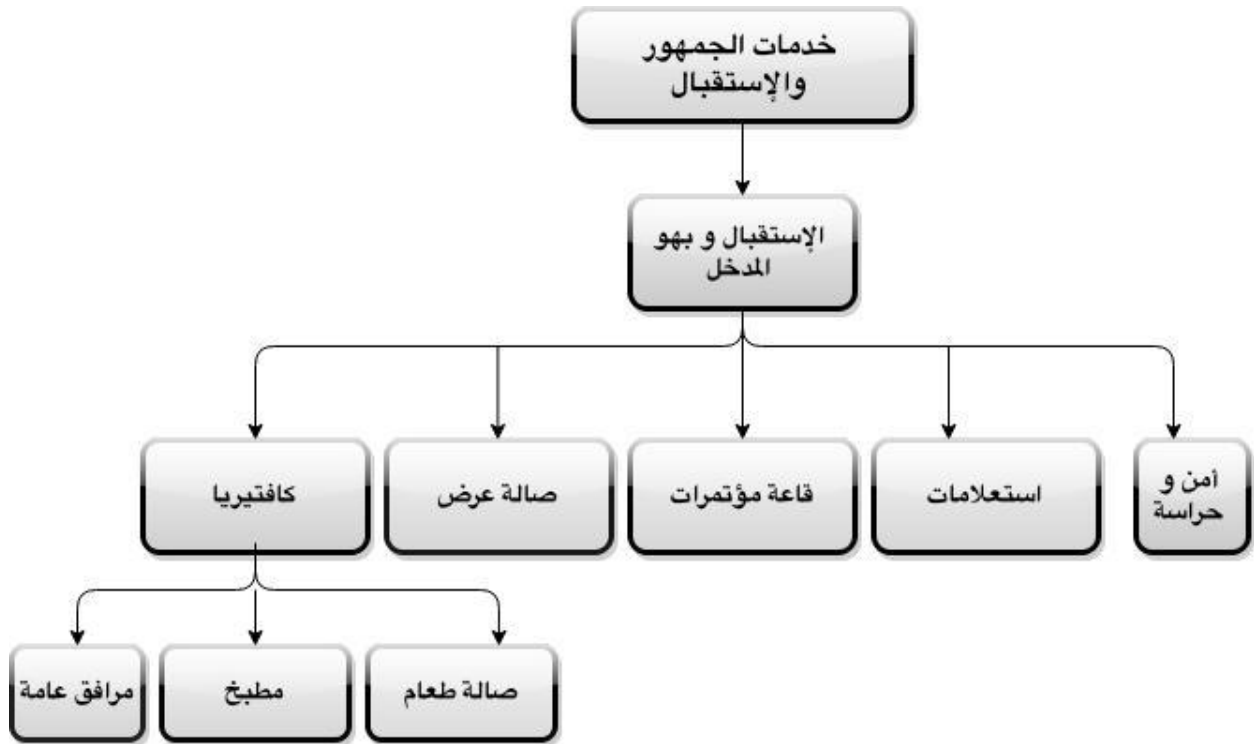 خدمات الجمهور
والإستقبال
الإستقبال و بهو
المدخل
أمن و
حراسة
استعلامات
قاعة مؤتمرات
صالة عرض
كافتيريا
صالة طعام
مطبخ
مرافق عامة